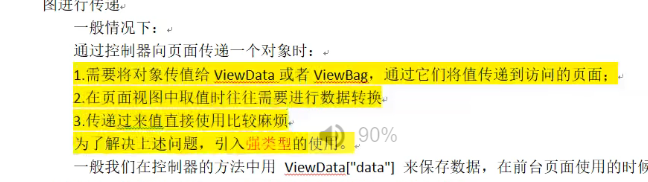 图进行传递。
一般情况下：
通过控制器向页面传递一个对象时：
1.需要将对象传值给 ViewData 或者 ViewBag，通过它们将值传递到访问的页面；
2.在页面视图中取值时往往需要进行数据转换
3.传递过来值直接使用比较麻烦
为了解决上述问题，引入强类型的使用。
90%
一般我们在控制器的方法中用 ViewData["data"] 来保存数据，在前台页面使用的时候